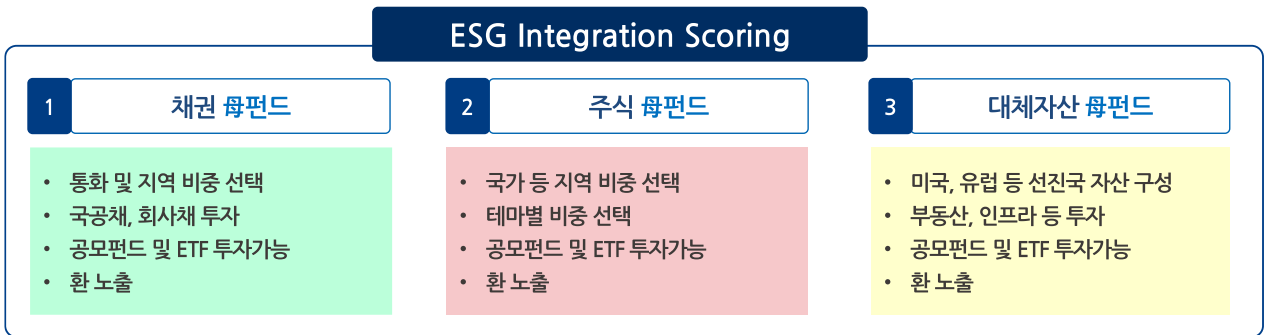 ESG Integration Scoring
1
채권 母펀드
• 통화 및 지역 비중 선택
• 국공채, 회사채 투자
• 공모펀드 및 ETF 투자가능
• 환 노출
2
주식 母펀드
• 국가 등 지역 비중 선택
• 테마별 비중 선택
• 공모펀드 및 ETF 투자가능
• 환 노출
3
대체자산 母펀드
• 미국, 유럽 등 선진국 자산 구성
• 부동산, 인프라 등 투자
• 공모펀드 및 ETF 투자가능
• 환 노출